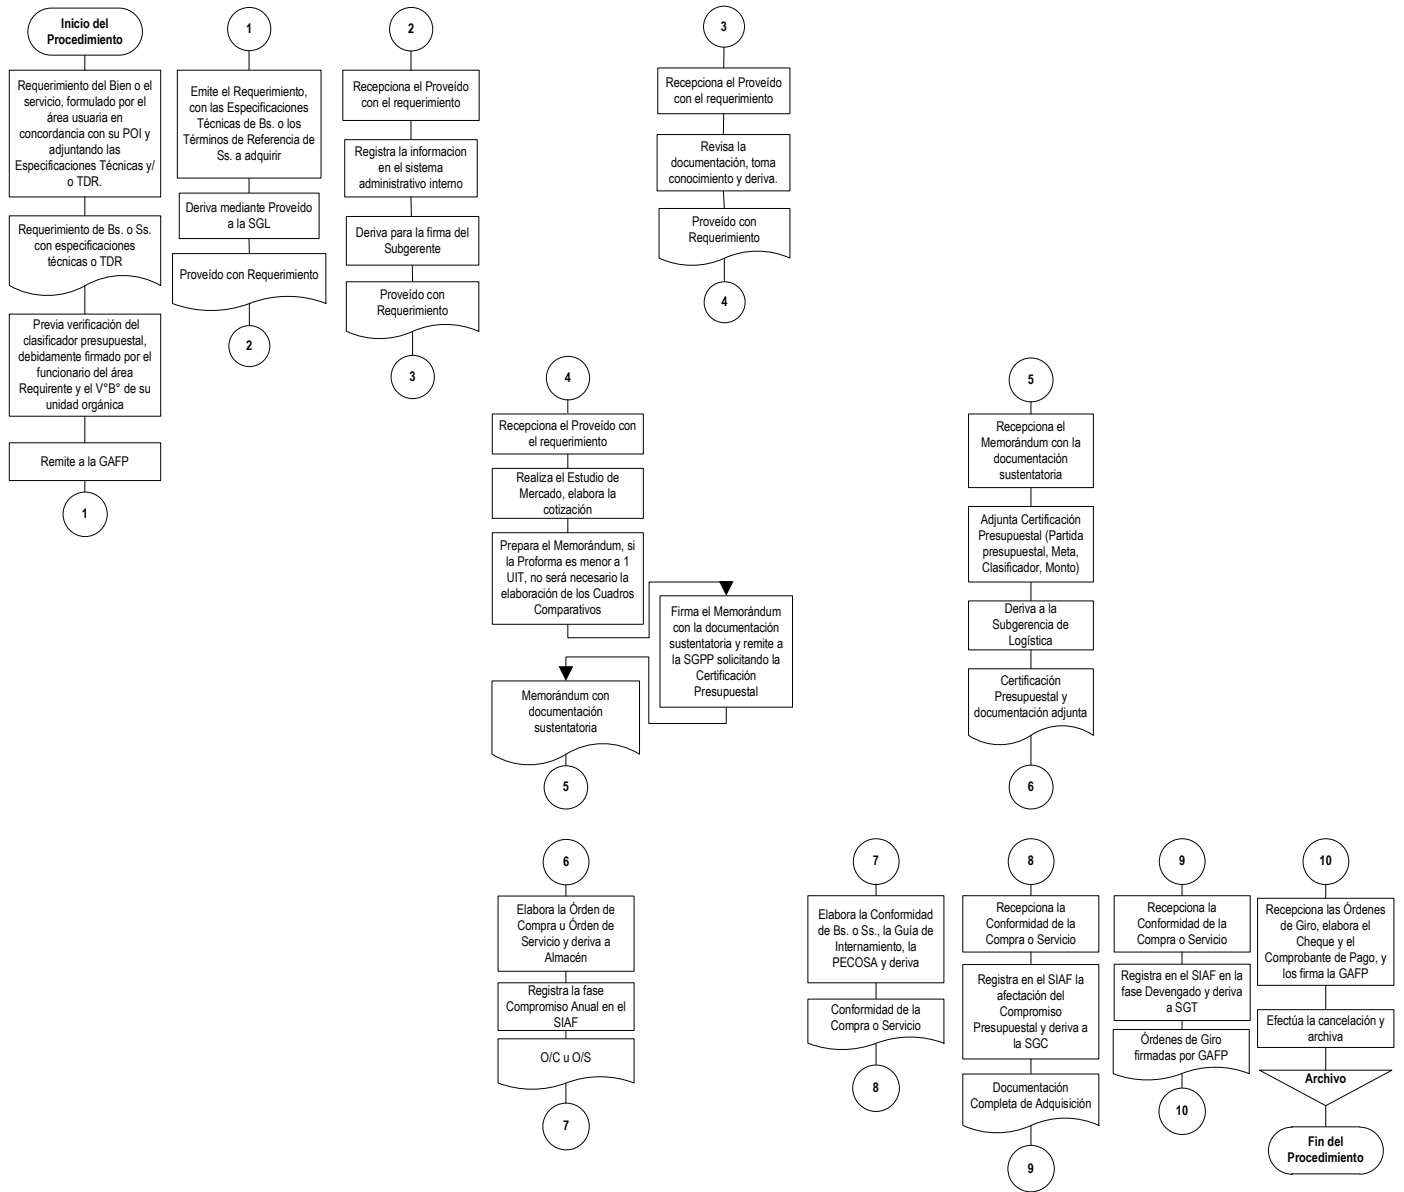 Inicio del
Procedimiento
Requerimiento del Bien o el
servicio, formulado por el
área usuaria en
concordancia con su POI y
adjuntando las
Especificaciones Técnicas y/
o TDR.
Requerimiento de Bs. o Ss.
con especificaciones
técnicas o TDR
Previa verificación del
clasificador presupuestal,
debidamente firmado por el
funcionario del área
Requirente y el V°B° de su
unidad orgánica
Remite a la GAFP
1
1
Emite el Requerimiento,
con las Especificaciones
Técnicas de Bs. o los
Términos de Referencia de
Ss. a adquirir
Deriva mediante Proveído
a la SGL
Proveído con Requerimiento
2
2
Recepciona el Proveído
con el requerimiento
Registra la informacion
en el sistema
administrativo interno
Deriva para la firma del
Subgerente
Proveído con
Requerimiento
3
3
Recepciona el Proveído
con el requerimiento
Revisa la
documentación, toma
conocimiento y deriva.
Proveído con
Requerimiento
4
4
Recepciona el Proveído con
el requerimiento
Realiza el Estudio de
Mercado, elabora la
cotización
Prepara el Memorándum, si
la Proforma es menor a 1
UIT, no será necesario la
elaboración de los Cuadros
Comparativos
Firma el Memorándum
con la documentación
sustentatoria y remite a
la SGPP solicitando la
Certificación
Presupuestal
Memorándum con
documentación
sustentatoria
5
5
Recepciona el
Memorándum con la
documentación
sustentatoria
Adjunta Certificación
Presupuestal (Partida
presupuestal, Meta,
Clasificador, Monto)
Deriva a la
Subgerencia de
Logística
Certificación
Presupuestal y
documentación adjunta
6
6
Elabora la Órden de
Compra u Órden de
Servicio y deriva a
Almacén
Registra la fase
Compromiso Anual en el
SIAF
O/C u O/S
7
7
Elabora la Conformidad
de Bs. o Ss., la Guía de
Internamiento, la
PECOSA y deriva
Conformidad de la
Compra o Servicio
8
8
Recepciona la
Conformidad de la
Compra o Servicio
Registra en el SIAF la
afectación del
Compromiso
Presupuestal y deriva a
la SGC
Documentación
Completa de Adquisición
9
9
Recepciona la
Conformidad de la
Compra o Servicio
Registra en el SIAF en la
fase Devengado y deriva
a SGT
Órdenes de Giro
firmadas por GAFP
10
10
Recepciona las Órdenes
de Giro, elabora el
Cheque y el
Comprobante de Pago, y
los firma la GAFP
Efectúa la cancelación y
archiva
Archivo
Fin del
Procedimiento